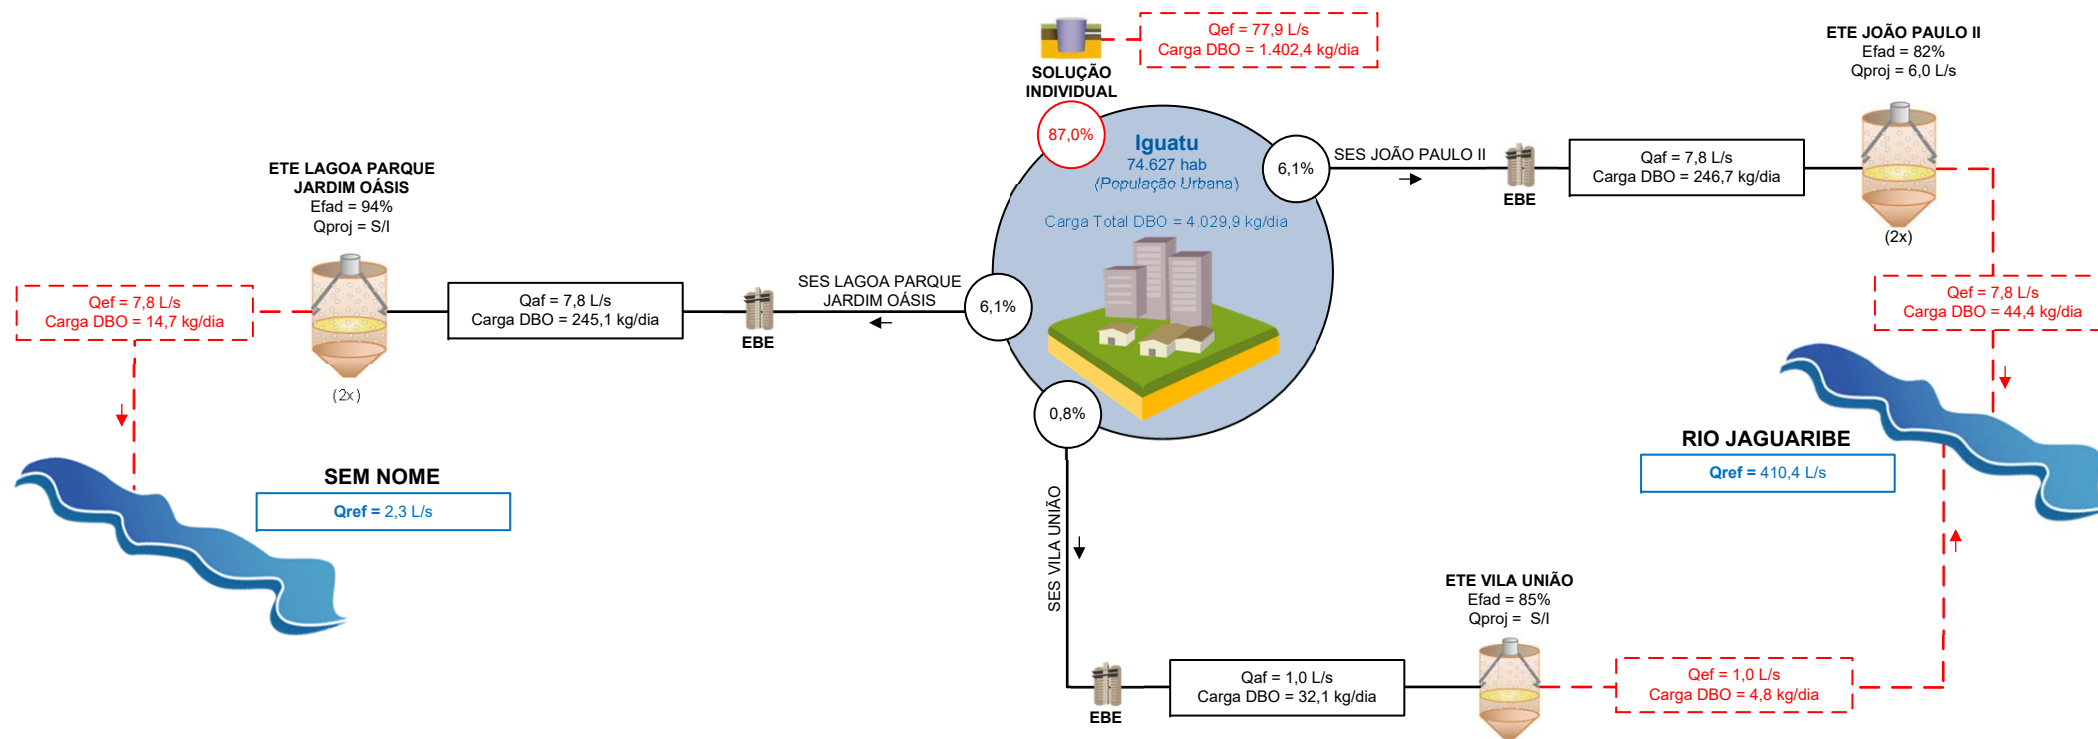 Qef = 77,9 L/s
Carga DBO = 1.402,4 kg/dia
SOLUÇÃO
INDIVIDUAL
87,0%
Iguatu
74.627 hab
(População Urbana)
Carga Total DBO = 4.029,9 kg/dia
6,1%
SES JOÃO PAULO II
EBE
Qaf = 7,8 L/s
Carga DBO = 246,7 kg/dia
ETE JOÃO PAULO II
Efad = 82%
Qproj = 6,0 L/s
(2x)
Qef = 7,8 L/s
Carga DBO = 44,4 kg/dia
RIO JAGUARIBE
Qref = 410,4 L/s
ETE LAGOA PARQUE
JARDIM OÁSIS
Efad = 94%
Qproj = S/I
(2x)
Qef = 7,8 L/s
Carga DBO = 14,7 kg/dia
Qaf = 7,8 L/s
Carga DBO = 245,1 kg/dia
EBE
SES LAGOA PARQUE
JARDIM OÁSIS
6,1%
SEM NOME
Qref = 2,3 L/s
0,8%
SES VILA UNIÃO
EBE
Qaf = 1,0 L/s
Carga DBO = 32,1 kg/dia
ETE VILA UNIÃO
Efad = 85%
Qproj =  S/I
Qef = 1,0 L/s
Carga DBO = 4,8 kg/dia